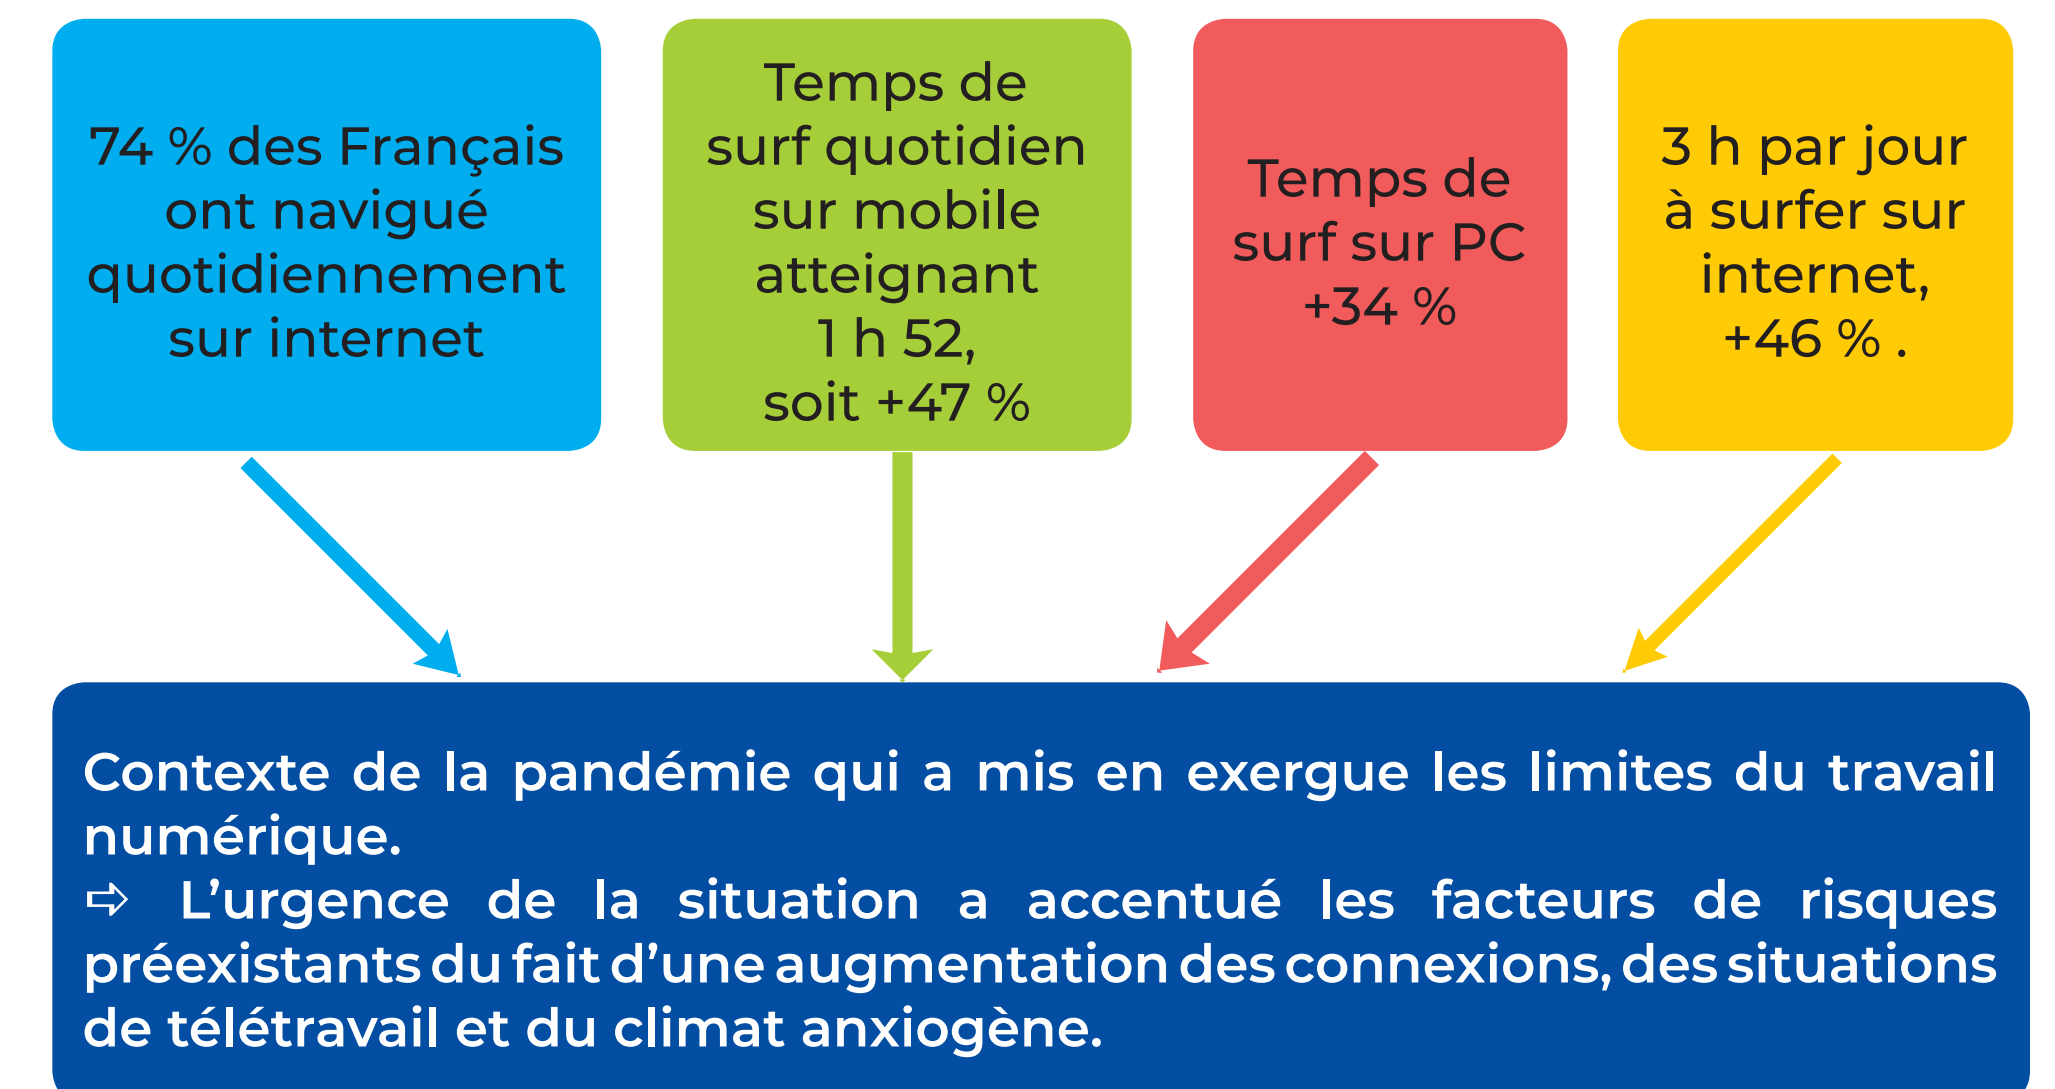 74 % des Français
ont navigué
quotidiennement
sur internet
Temps de
surf quotidien
sur mobile
atteignant
1 h 52,
soit +47 %
Temps de
surf sur PC
+34 %
3 h par jour
à surfer sur
internet,
+46 % .
Contexte de la pandémie qui a mis en exergue les limites du travail
numérique.
⇨ L’urgence de la situation a accentué les facteurs de risques
préexistants du fait d’une augmentation des connexions, des situations
de télétravail et du climat anxiogène.